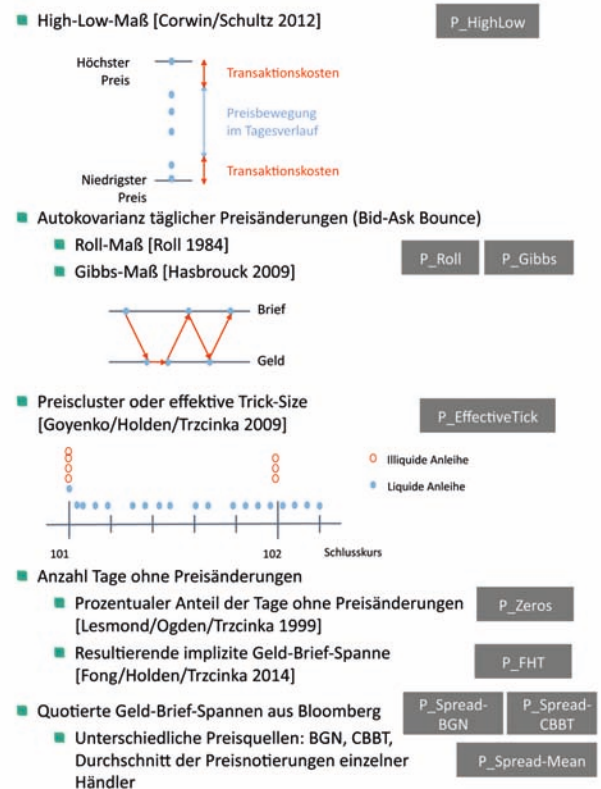 High-Low-Maß [Corwin/Schultz 2012]
P_HighLow
Höchster
Preis
Transaktionskosten
Preisbewegung
im Tagesverlauf
Transaktionskosten
Niedrigster
Preis
Autokovarianz täglicher Preisänderungen (Bid-Ask Bounce)
Roll-Maß [Roll 1984]
Gibbs-Maß [Hasbrouck 2009]
P_Roll
P_Gibbs
Brief
Geld
Preiscluster oder effektive Trick-Size
[Goyenko/Holden/Trzcinka 2009]
P_EffectiveTick
Illiquide Anleihe
Liquide Anleihe
101
102
Schlusskurs
Anzahl Tage ohne Preisänderungen
Prozentualer Anteil der Tage ohne Preisänderungen
[Lesmond/Ogden/Trzcinka 1999]
P_Zeros
Resultierende implizite Geld-Brief-Spanne
[Fong/Holden/Trzcinka 2014]
P_FHT
Quotierte Geld-Brief-Spannen aus Bloomberg
P_Spread-
BGN
P_Spread-
CBBT
Unterschiedliche Preisquellen: BGN, CBBT,
Durchschnitt der Preisnotierungen einzelner
Händler
P_Spread-Mean